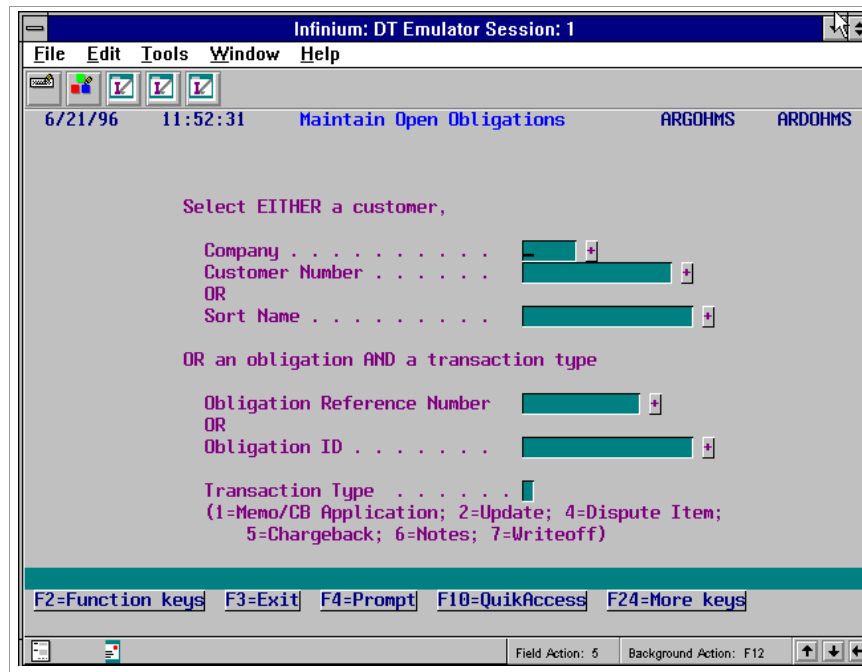 Infinium: DT Emulator Session: 1
File Edit Tools Window Help
6/21/96 11:52:31 Maintain Open Obligations ARGOHMS ARDOHMS
Select EITHER a customer,
Company . . . . . . . . . . +
Customer Number . . . . . . +
OR
Sort Name . . . . . . . . . +
OR an obligation AND a transaction type
Obligation Reference Number +
OR
Obligation ID . . . . . . . +
Transaction Type . . . . . .
(1=Memo/CB Application; 2=Update; 4=Dispute Item;
5=Chargeback; 6=Notes; 7=Writeoff)
F2=Function keys F3=Exit F4=Prompt F10=QuikAccess F24=More keys
Field Action: 5 Background Action: F12